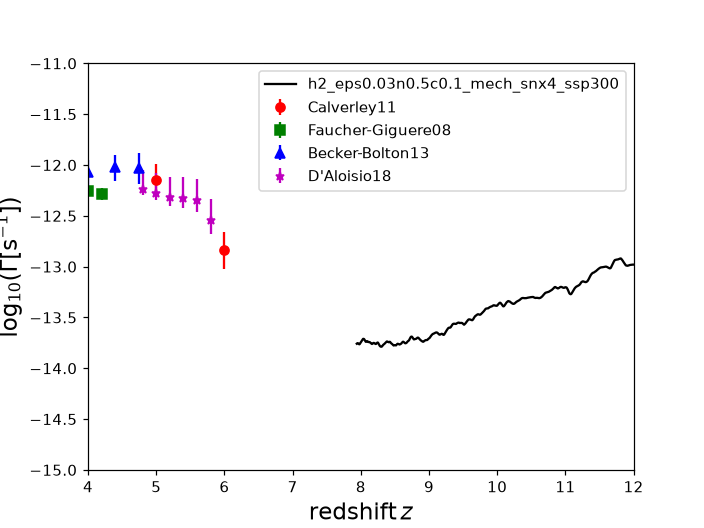 −11.0
−11.5
−12.0
−12.5
−13.0
−13.5
−14.0
−14.5
−15.0
log₁₀(Γ[s⁻¹])
h2_eps0.03n0.5c0.1_mech_snx4_ssp300
Calverley11
Faucher-Giguere08
Becker-Bolton13
D'Aloisio18
4 5 6 7 8 9 10 11 12
redshift z